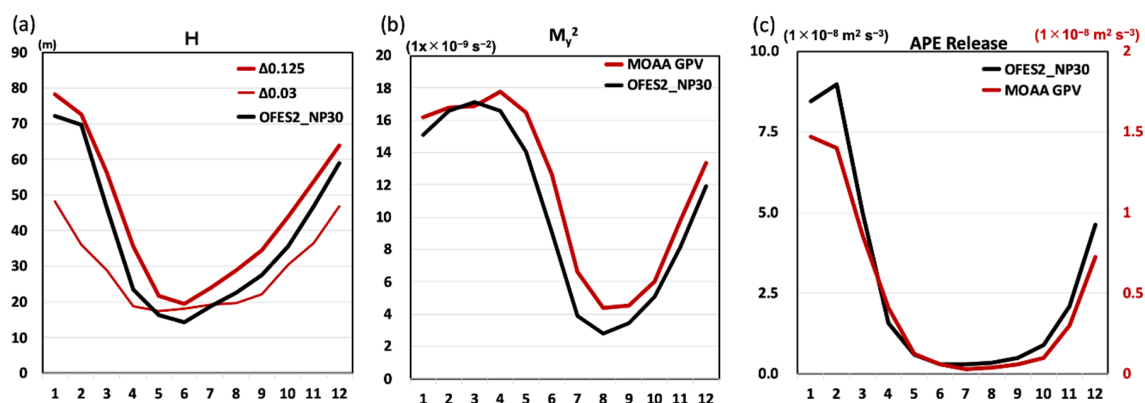 (a)
H
(m)
90
80
70
60
50
40
30
20
10
0
Δ0.125
Δ0.03
OFES2_NP30
1 2 3 4 5 6 7 8 9 10 11 12
(b)
M_y²
(1x × 10⁻⁹ s⁻²)
20
18
16
14
12
10
8
6
4
2
0
MOAA GPV
OFES2_NP30
1 2 3 4 5 6 7 8 9 10 11 12
(c)
(1×10⁻⁸ m² s⁻³)
APE Release
(1×10⁻⁸ m² s⁻³)
10.0
7.5
5.0
2.5
0.0
OFES2_NP30
MOAA GPV
2
1.5
1
0.5
0
1 2 3 4 5 6 7 8 9 10 11 12